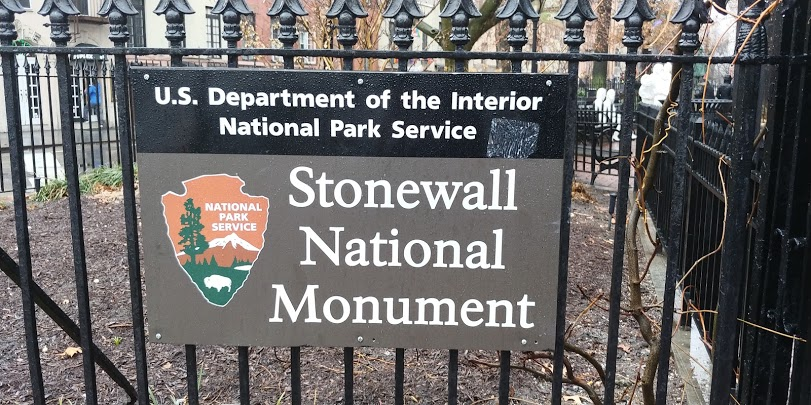 U.S. Department of the Interior
National Park Service
NATIONAL
PARK
SERVICE
Stonewall
National
Monument